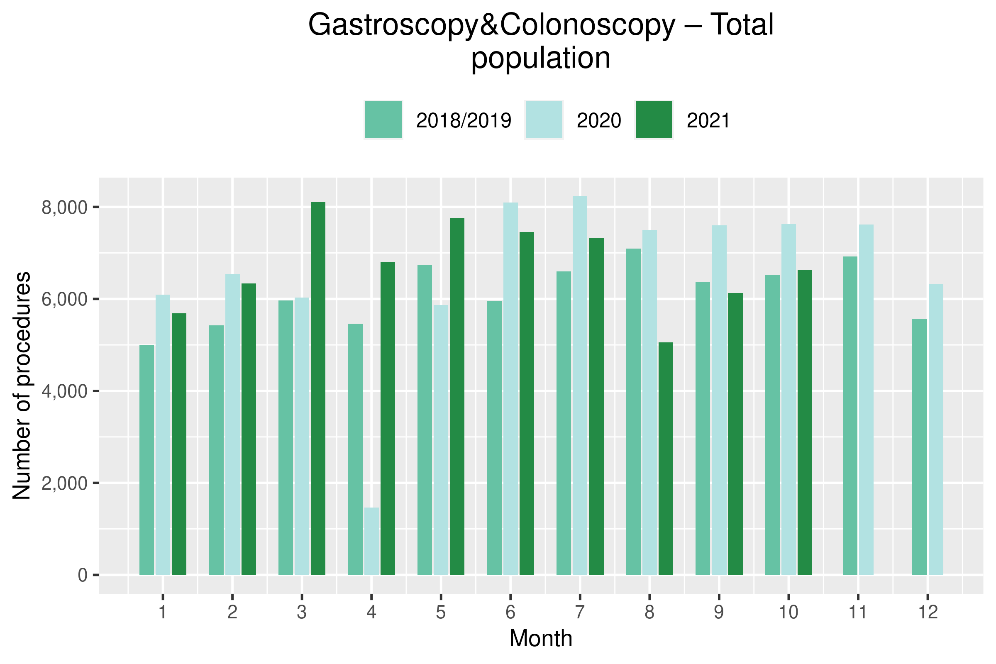 Gastroscopy&Colonoscopy – Total
population
2018/2019 2020 2021
Number of procedures
8,000
6,000
4,000
2,000
0
1 2 3 4 5 6 7 8 9 10 11 12
Month